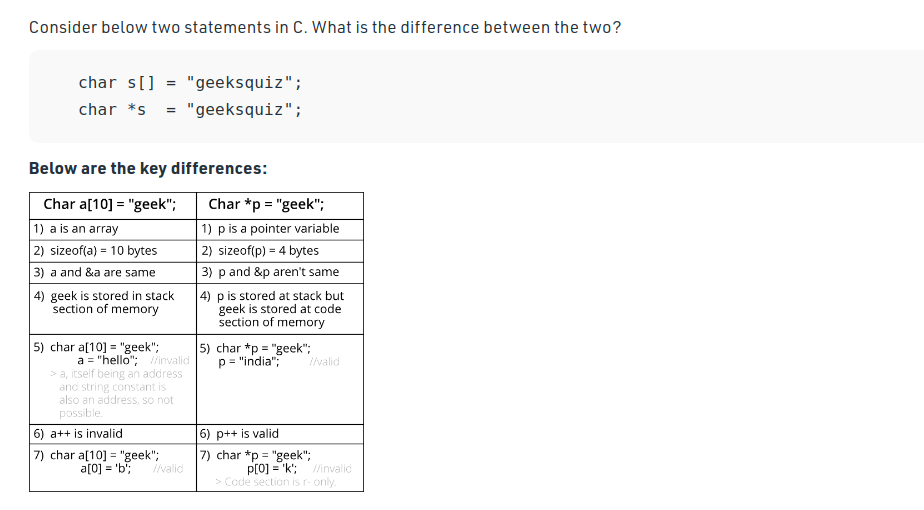 Consider below two statements in C. What is the difference between the two?
char s[] = "geeksquiz";
char *s  = "geeksquiz";
Below are the key differences:
Char a[10] = "geek";
Char *p = "geek";
1) a is an array
1) p is a pointer variable
2) sizeof(a) = 10 bytes
2) sizeof(p) = 4 bytes
3) a and &a are same
3) p and &p aren't same
4) geek is stored in stack
section of memory
4) p is stored at stack but
geek is stored at code
section of memory
5) char a[10] = "geek";
a = "hello"; //invalid
> a, itself being an address
and string constant is
also an address, so not
possible.
5) char *p = "geek";
p = "india"; //valid
6) a++ is invalid
6) p++ is valid
7) char a[10] = "geek";
a[0] = 'b'; //valid
7) char *p = "geek";
p[0] = 'k'; //invalid
> Code section is r- only.